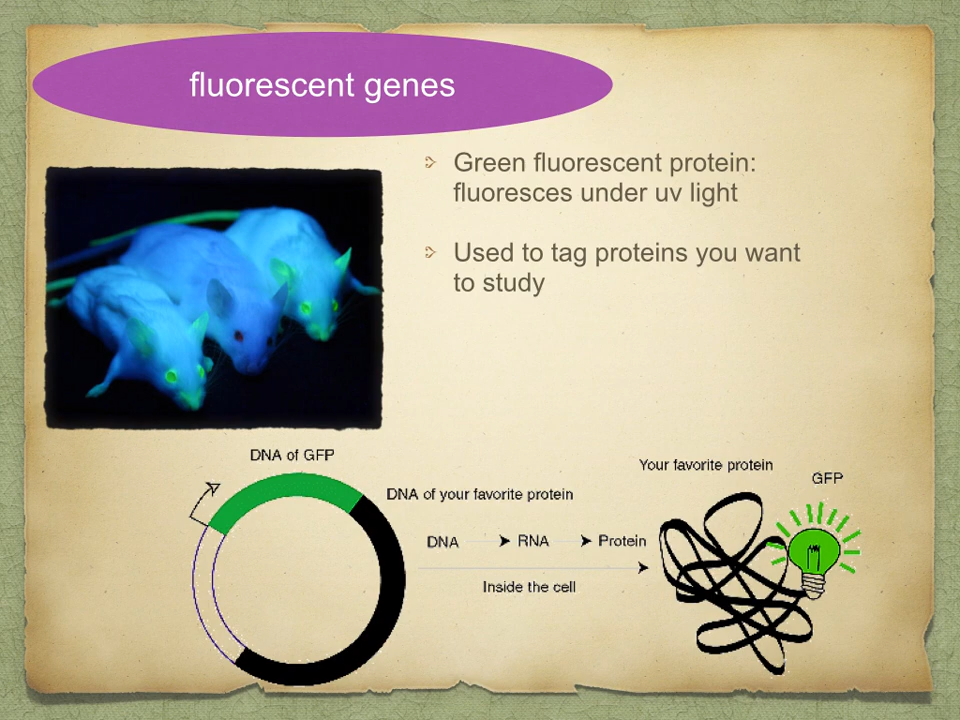 fluorescent genes
Green fluorescent protein:
fluoresces under uv light
Used to tag proteins you want
to study
DNA of GFP
DNA of your favorite protein
DNA RNA Protein
Inside the cell
Your favorite protein
GFP